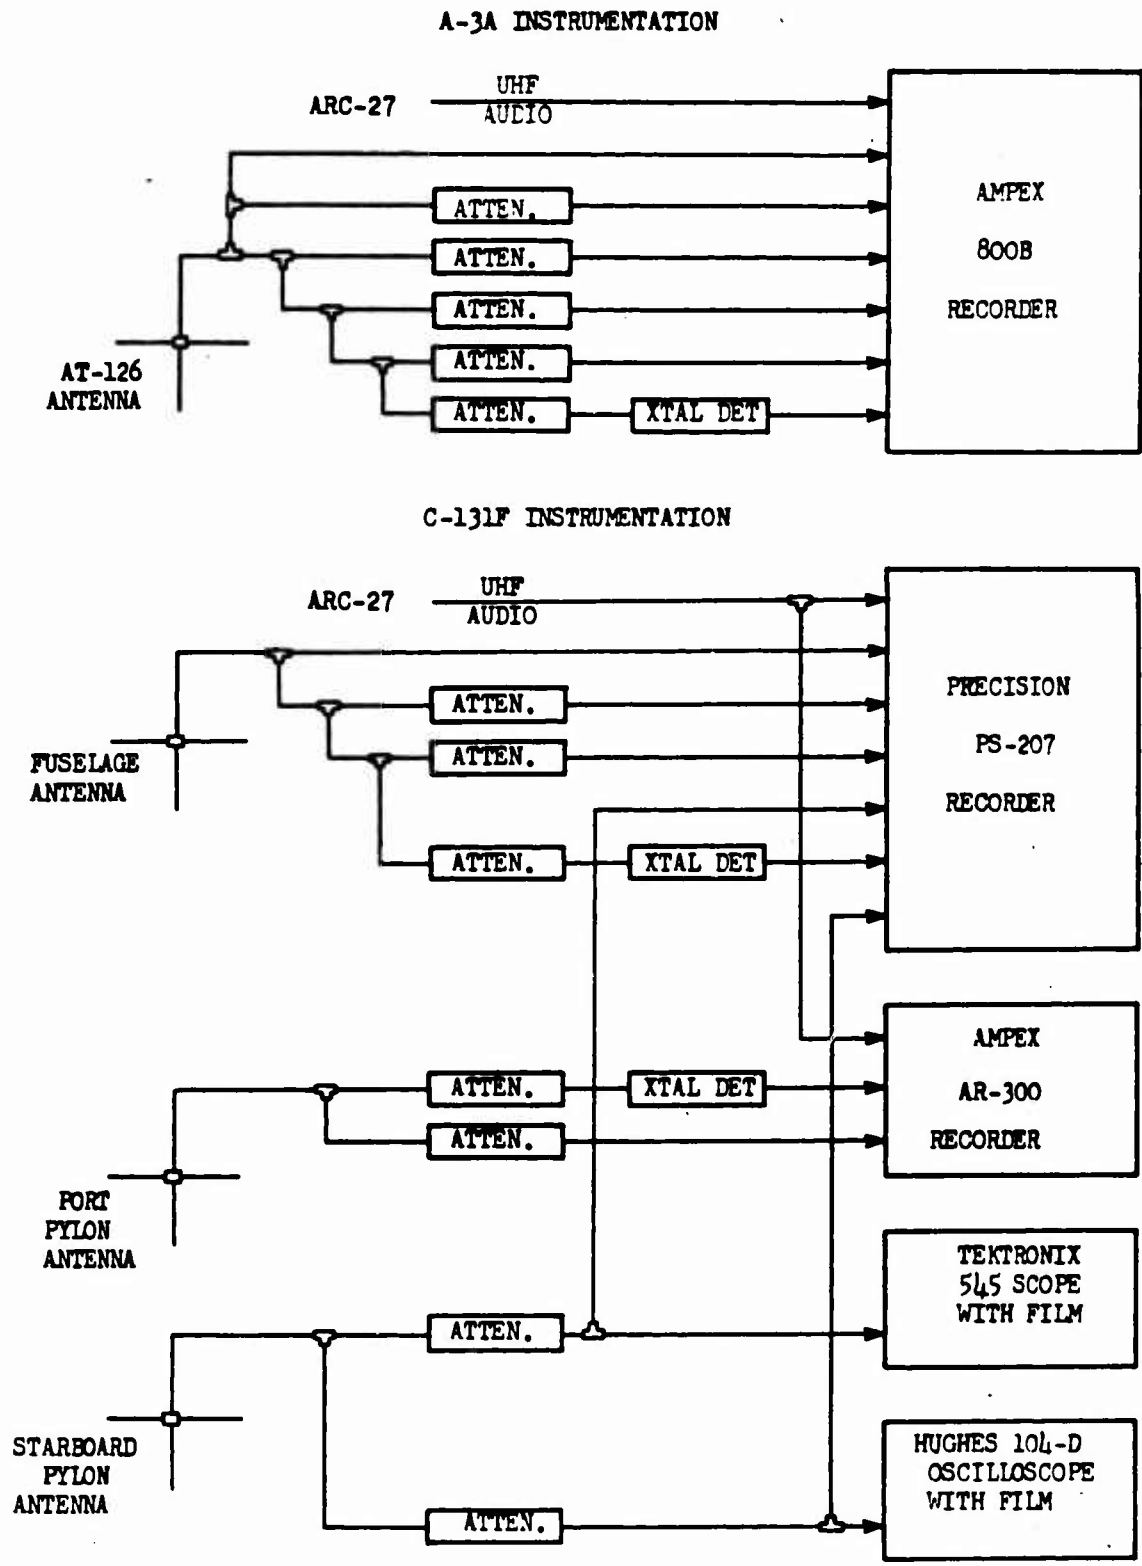 A-3A INSTRUMENTATION
ARC-27
UHF
AUDIO
ATTEN.
ATTEN.
ATTEN.
ATTEN.
ATTEN.
XTAL DET
AMPEX
800B
RECORDER
AT-126
ANTENNA
C-131F INSTRUMENTATION
ARC-27
UHF
AUDIO
ATTEN.
ATTEN.
ATTEN.
XTAL DET
PRECISION
PS-207
RECORDER
FUSELAGE
ANTENNA
ATTEN.
XTAL DET
ATTEN.
AMPEX
AR-300
RECORDER
PORT
PYLON
ANTENNA
ATTEN.
TEKTRONIX
545 SCOPE
WITH FILM
STARBOARD
PYLON
ANTENNA
ATTEN.
HUGHES 104-D
OSCILLOSCOPE
WITH FILM